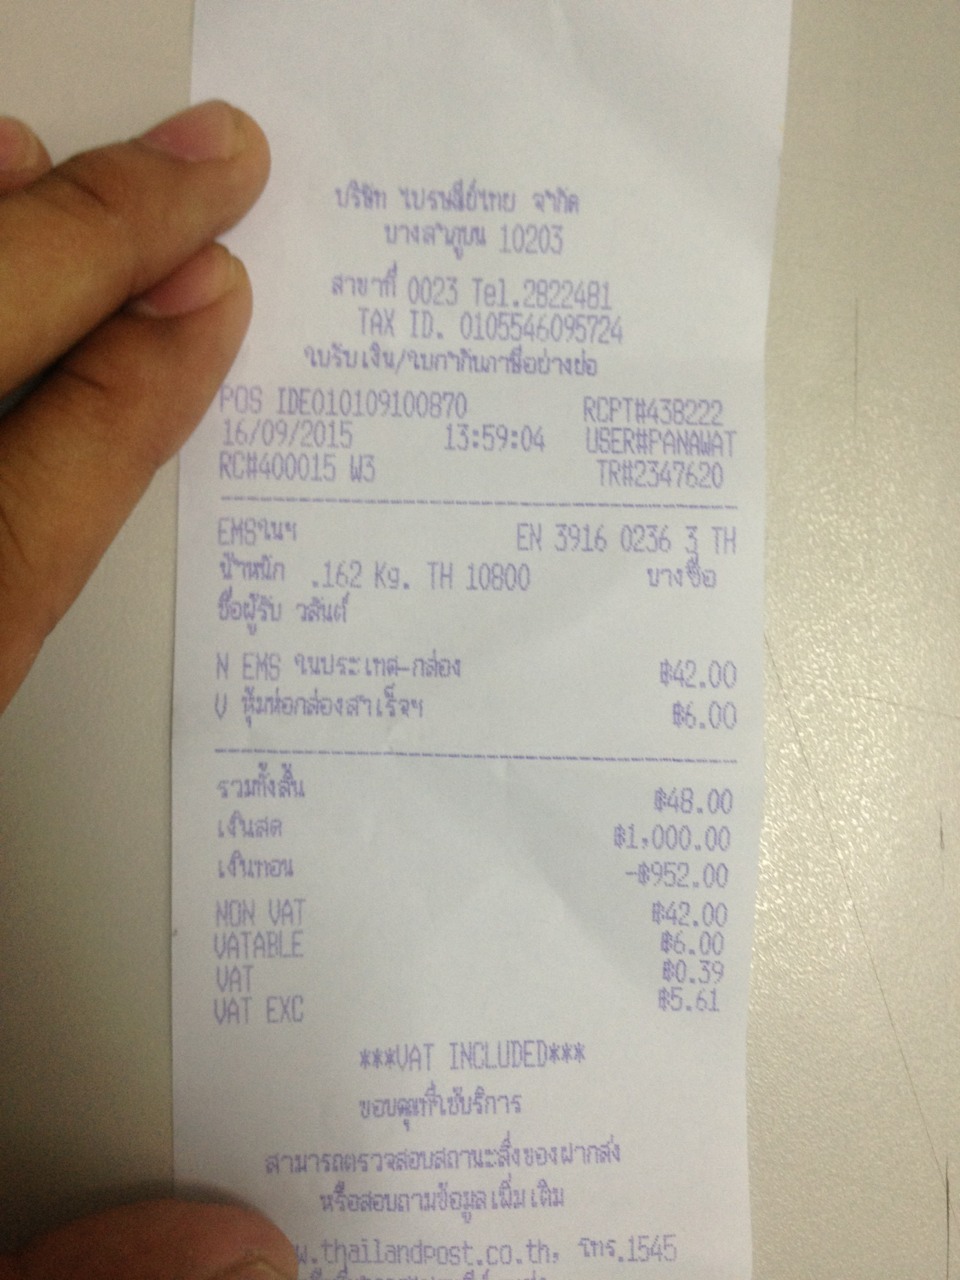 บริษัท ไปรษณีย์ไทย จำกัด
บางลำภูบน 10203
สาขาที่ 0023 Tel.2822481
TAX ID. 0105546095724
ใบรับเงิน/ใบกำกับภาษีอย่างย่อ
POS IDE010109100870 RCPT#438222
16/09/2015 13:59:04 USER#PANAWAT
RC#400015 W3 TR#2347620
EMSในฯ EN 3916 0236 3 TH
น้ำหนัก .162 Kg. TH 10800 บางซื่อ
ชื่อผู้รับ วสันต์
N EMS ในประเทศ-กล่อง ฿42.00
V หุ้มห่อกล่องสำเร็จฯ ฿6.00
รวมทั้งสิ้น ฿48.00
เงินสด ฿1,000.00
เงินทอน -฿952.00
NON VAT ฿42.00
VATABLE ฿6.00
VAT ฿0.39
VAT EXC ฿5.61
***VAT INCLUDED***
ขอบคุณที่ใช้บริการ
สามารถตรวจสอบสถานะสิ่งของฝากส่ง
หรือสอบถามข้อมูลเพิ่มเติม
w.thailandpost.co.th, โทร.1545